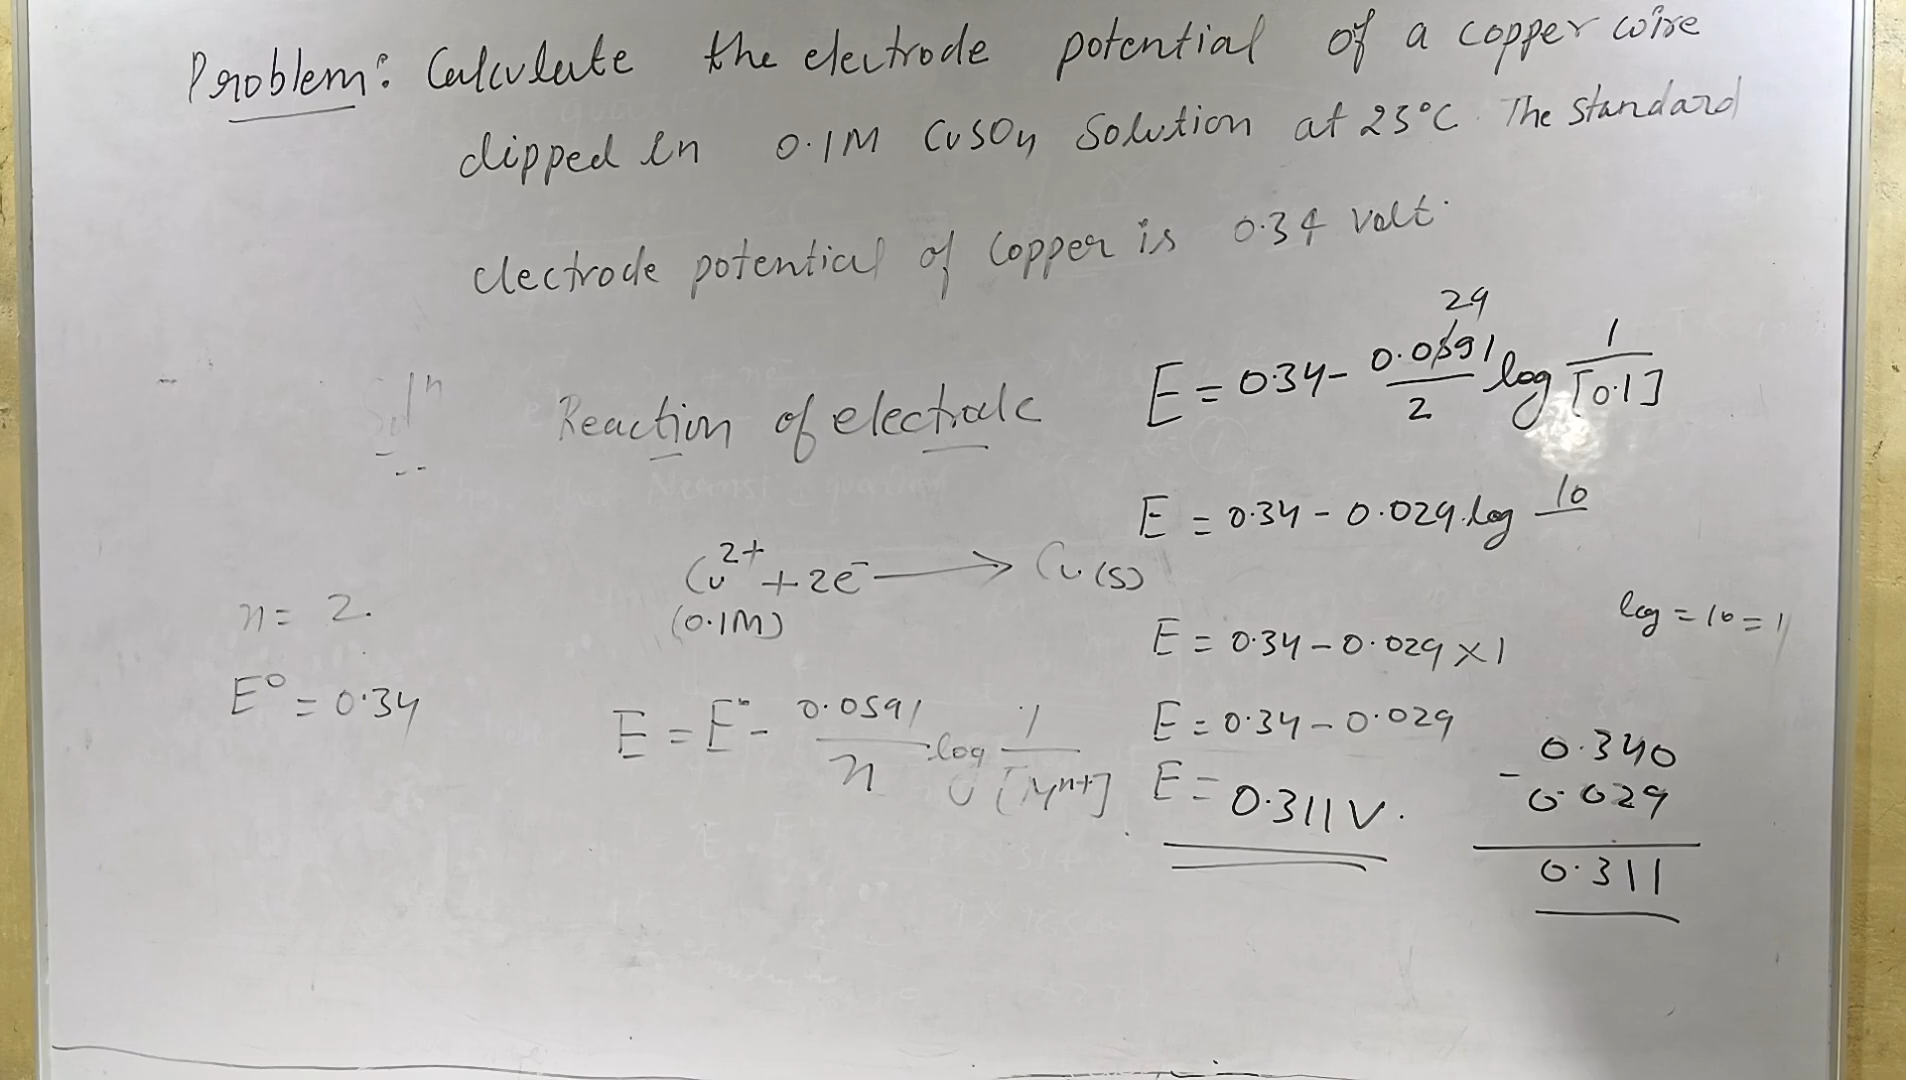 Problem: Calculate the electrode potential of a copper wire
dipped in 0.1M CuSO4 Solution at 25°C. The standard
electrode potential of Copper is 0.34 Volt.
Solⁿ
Reaction of electrode
Cu²⁺ + 2e⁻ ⟶ Cu(s)
(0.1M)
n = 2.
E⁰ = 0.34
E = E° - 0.0591/n log 1/[Mⁿ⁺]
29
E = 0.34 - 0.0591/2 log 1/[0.1]
E = 0.34 - 0.029 log 10
log = 10 = 1
E = 0.34 - 0.029 × 1
E = 0.34 - 0.029
E = 0.311 V.
0.340
- 0.029
0.311